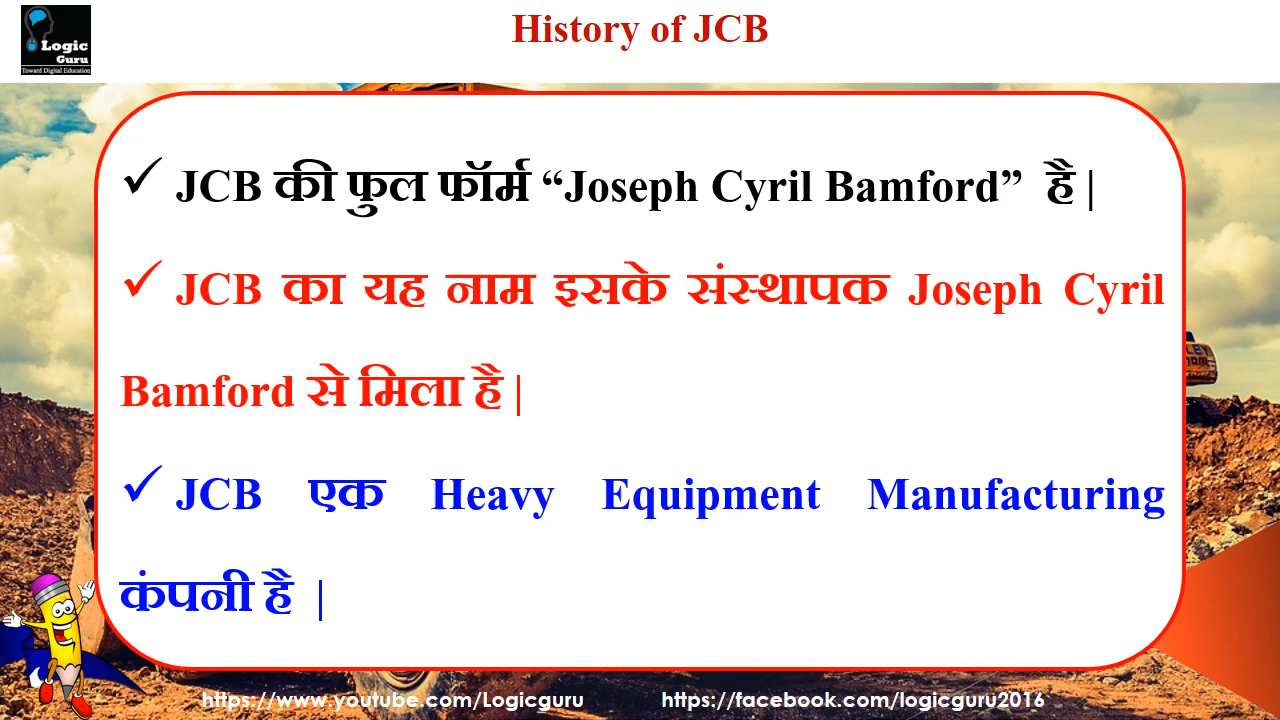 Logic
Guru
Toward Digital Education
History of JCB
✓ JCB की फुल फॉर्म “Joseph Cyril Bamford” है |
✓ JCB का यह नाम इसके संस्थापक Joseph Cyril
Bamford से मिला है |
✓ JCB एक Heavy Equipment Manufacturing
कंपनी है |
https://www.youtube.com/Logicguru https://facebook.com/logicguru2016